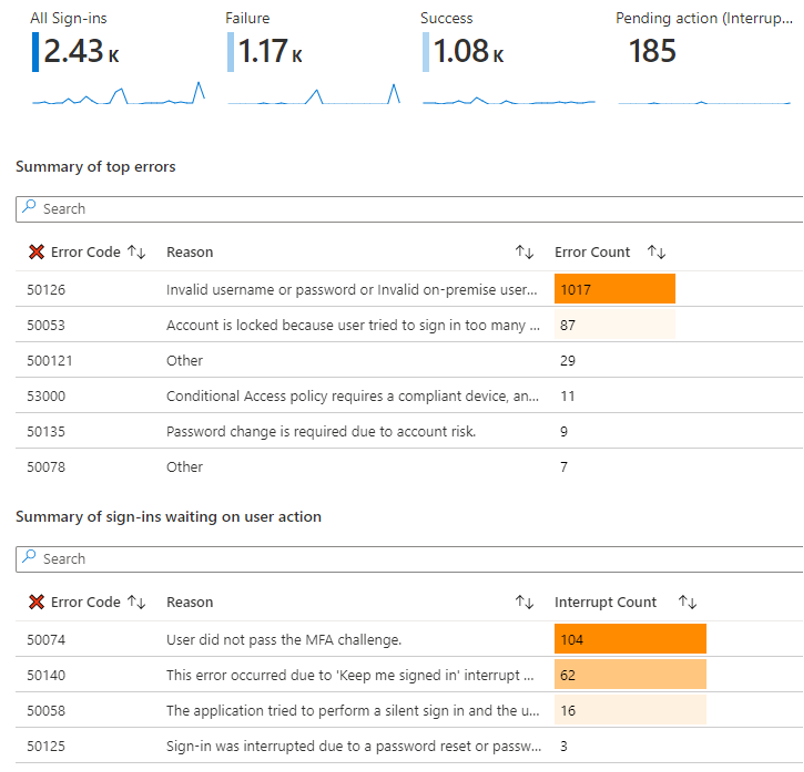 All Sign-ins Failure Success Pending action (Interrup...
2.43 K 1.17 K 1.08 K 185
Summary of top errors
Search
Error Code ↑↓ Reason ↑↓ Error Count ↑↓
50126 Invalid username or password or Invalid on-premise user... 1017
50053 Account is locked because user tried to sign in too many ... 87
500121 Other 29
53000 Conditional Access policy requires a compliant device, an... 11
50135 Password change is required due to account risk. 9
50078 Other 7
Summary of sign-ins waiting on user action
Search
Error Code ↑↓ Reason ↑↓ Interrupt Count ↑↓
50074 User did not pass the MFA challenge. 104
50140 This error occurred due to 'Keep me signed in' interrupt ... 62
50058 The application tried to perform a silent sign in and the u... 16
50125 Sign-in was interrupted due to a password reset or passw... 3